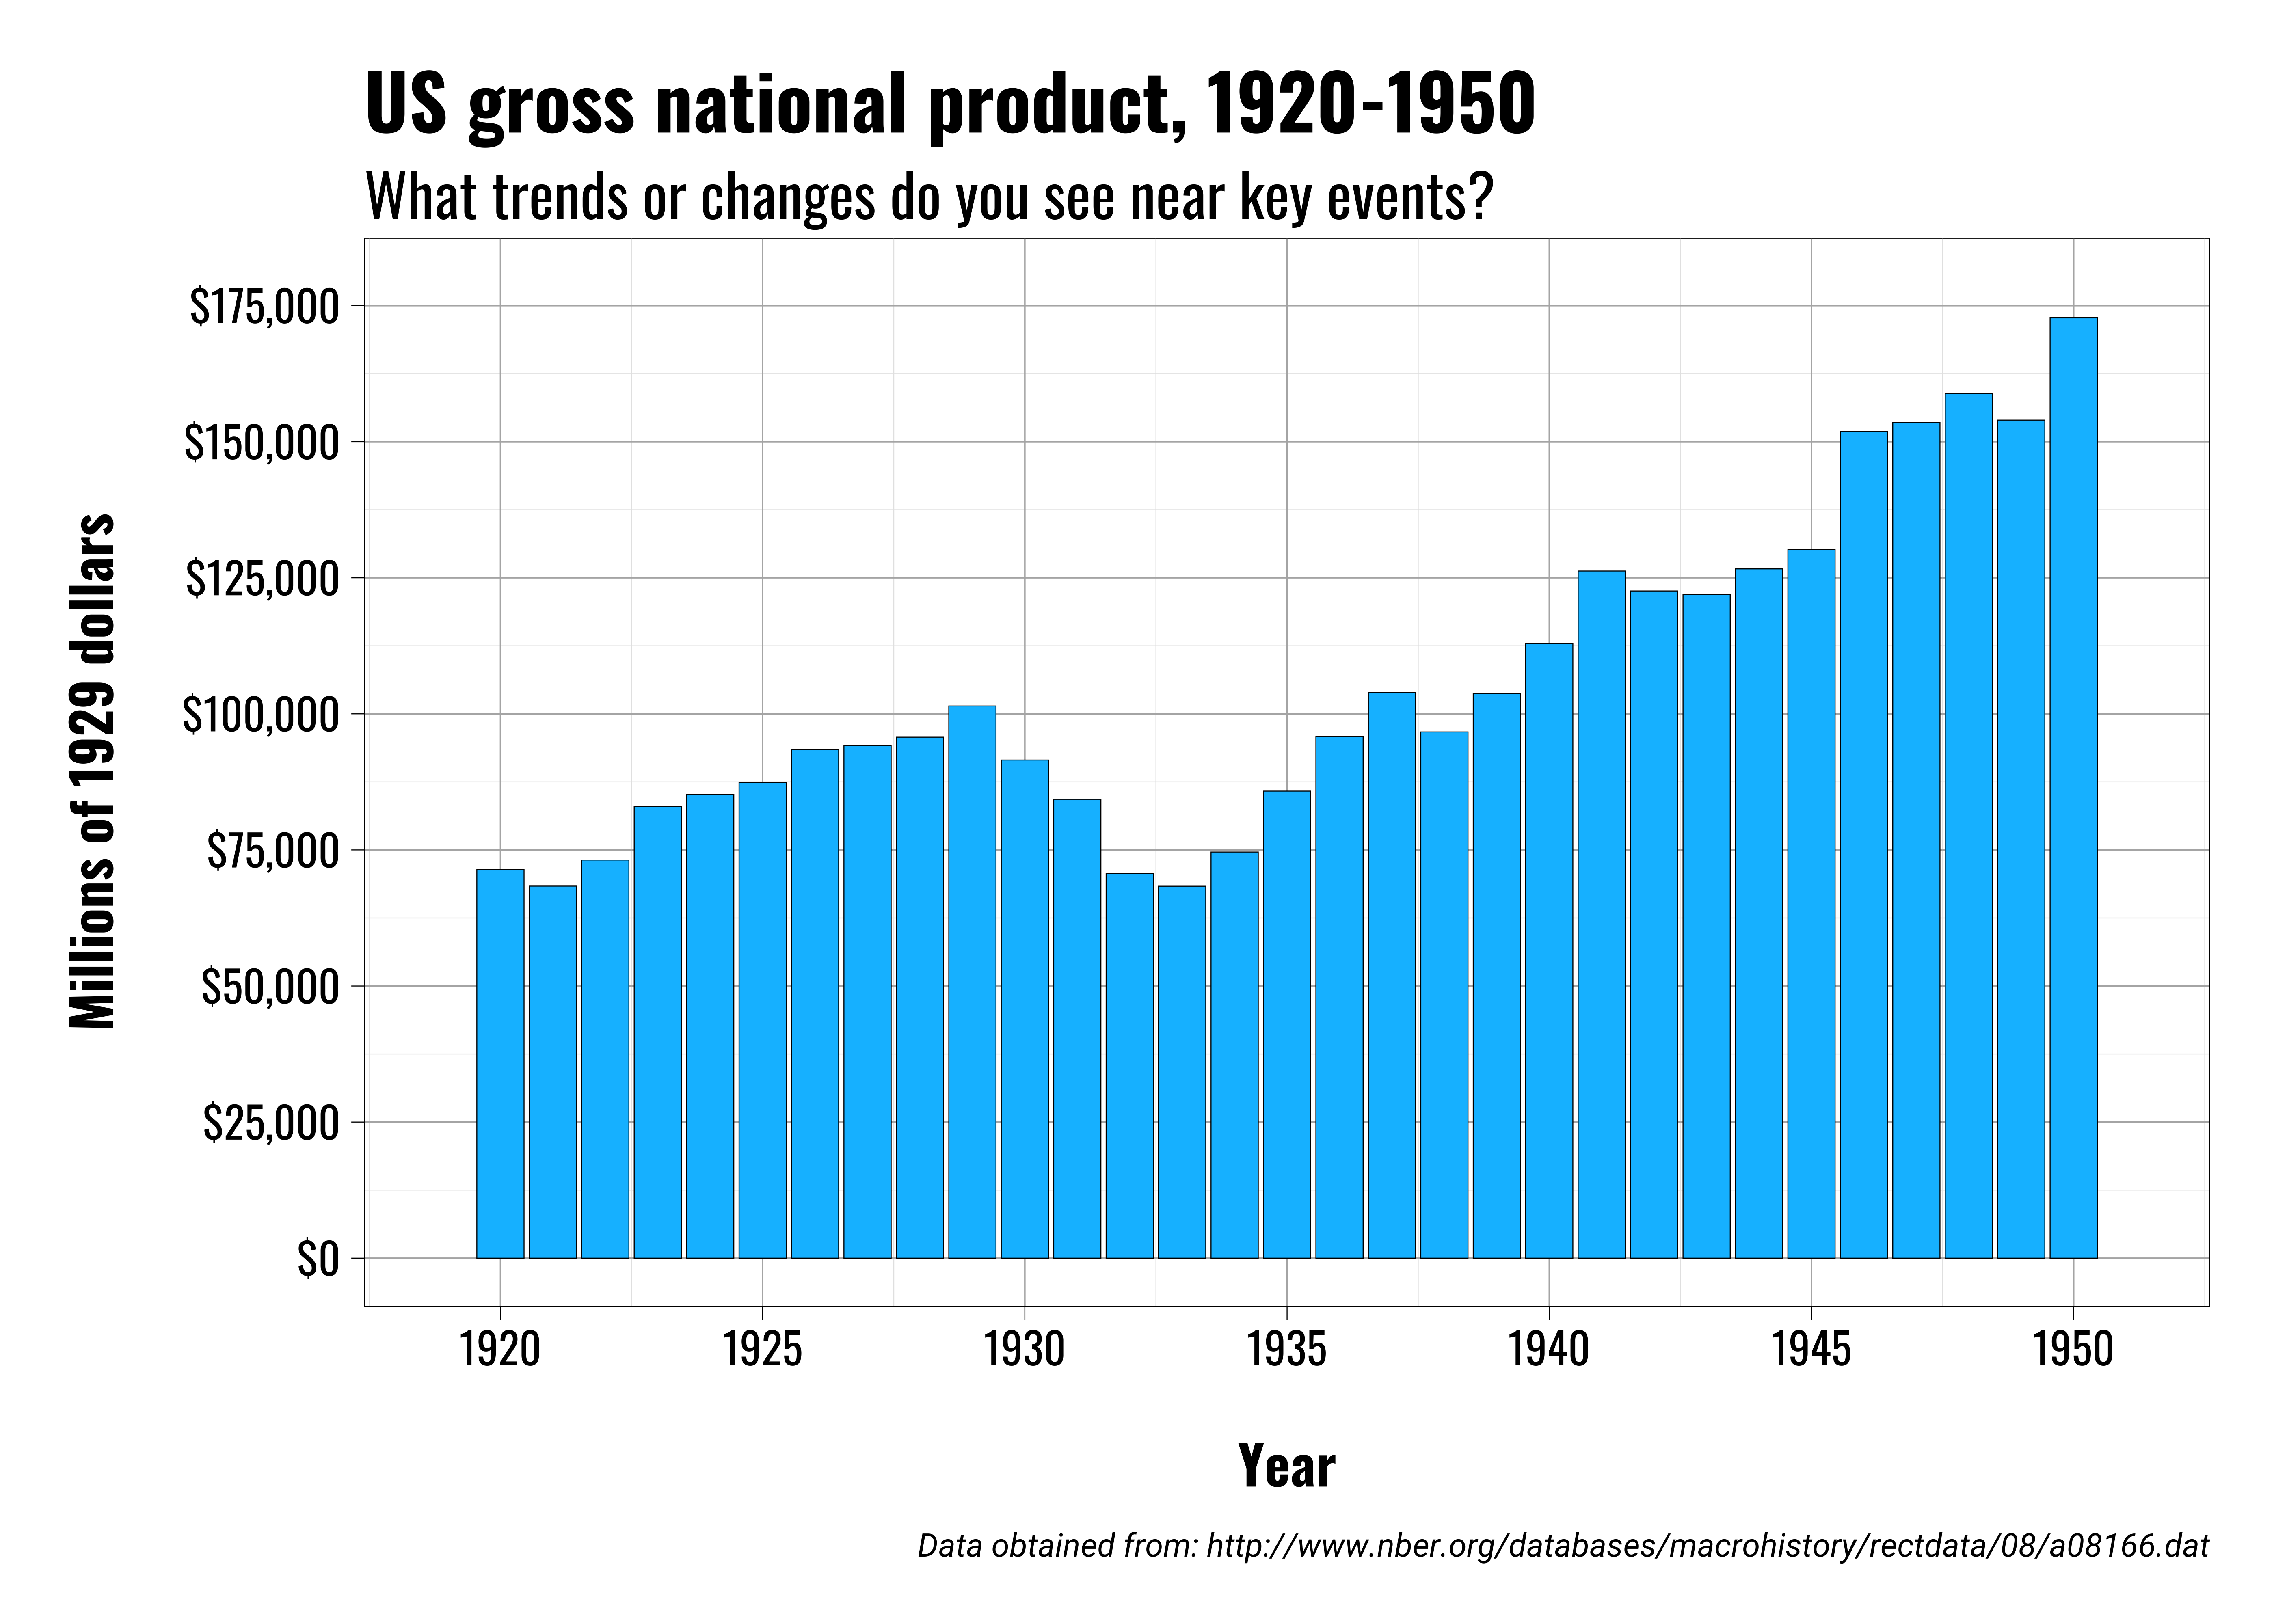 US gross national product, 1920-1950
What trends or changes do you see near key events?
Millions of 1929 dollars
$175,000
$150,000
$125,000
$100,000
$75,000
$50,000
$25,000
$0
1920 1925 1930 1935 1940 1945 1950
Year
Data obtained from: http://www.nber.org/databases/macrohistory/rectdata/08/a08166.dat